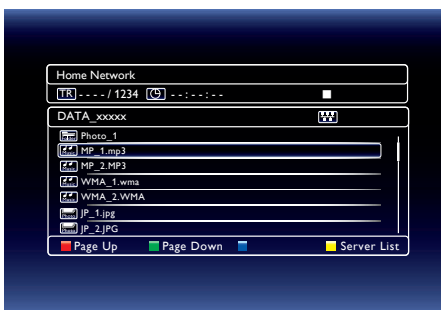 Home Network
TR - - - - / 1234 - - : - - : - -
DATA_xxxxx
Photo_1
MP_1.mp3
MP_2.MP3
WMA_1.wma
WMA_2.WMA
JP_1.jpg
JP_2.JPG
Page Up Page Down Server List